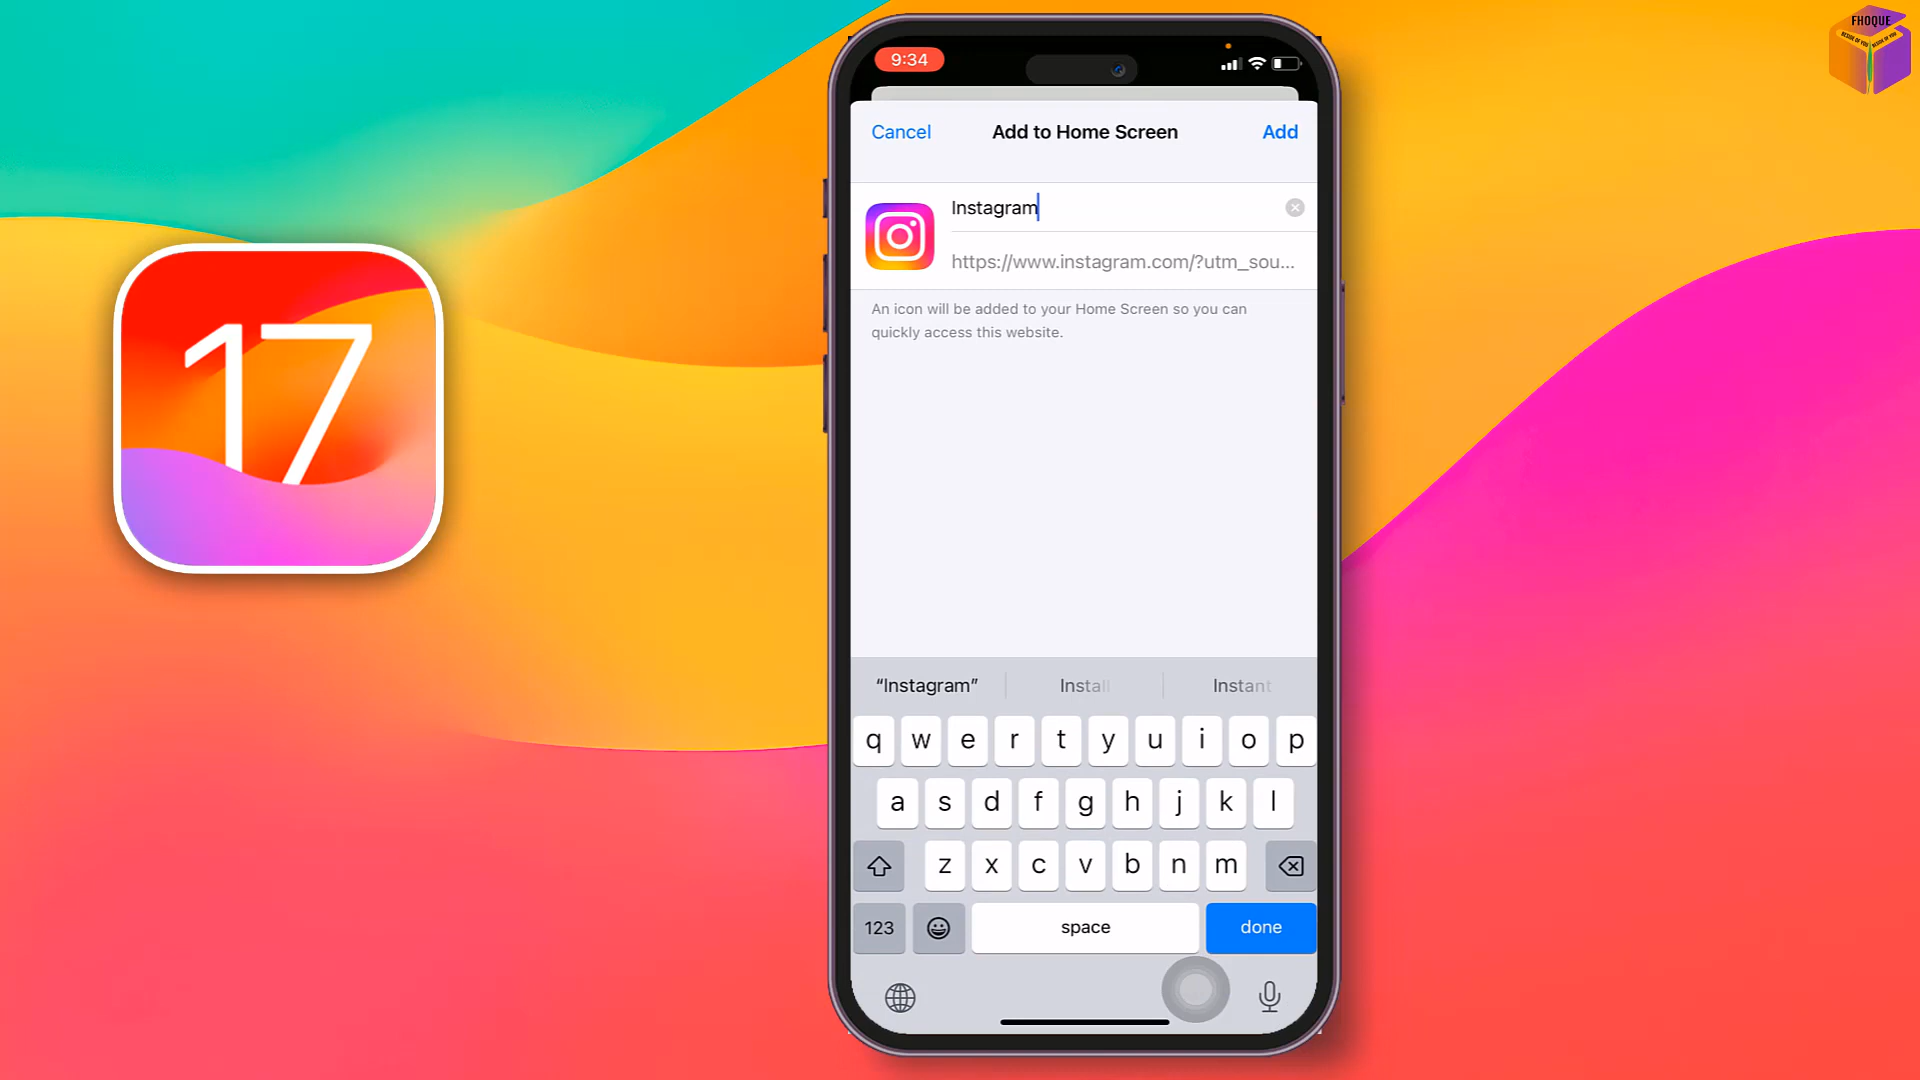 FHOQUE
9:34
Cancel
Add to Home Screen
Add
Instagram
https://www.instagram.com/?utm_sou...
An icon will be added to your Home Screen so you can
quickly access this website.
17
“Instagram”
Install
Instant
q w e r t y u i o p
a s d f g h j k l
z x c v b n m
123
space
done